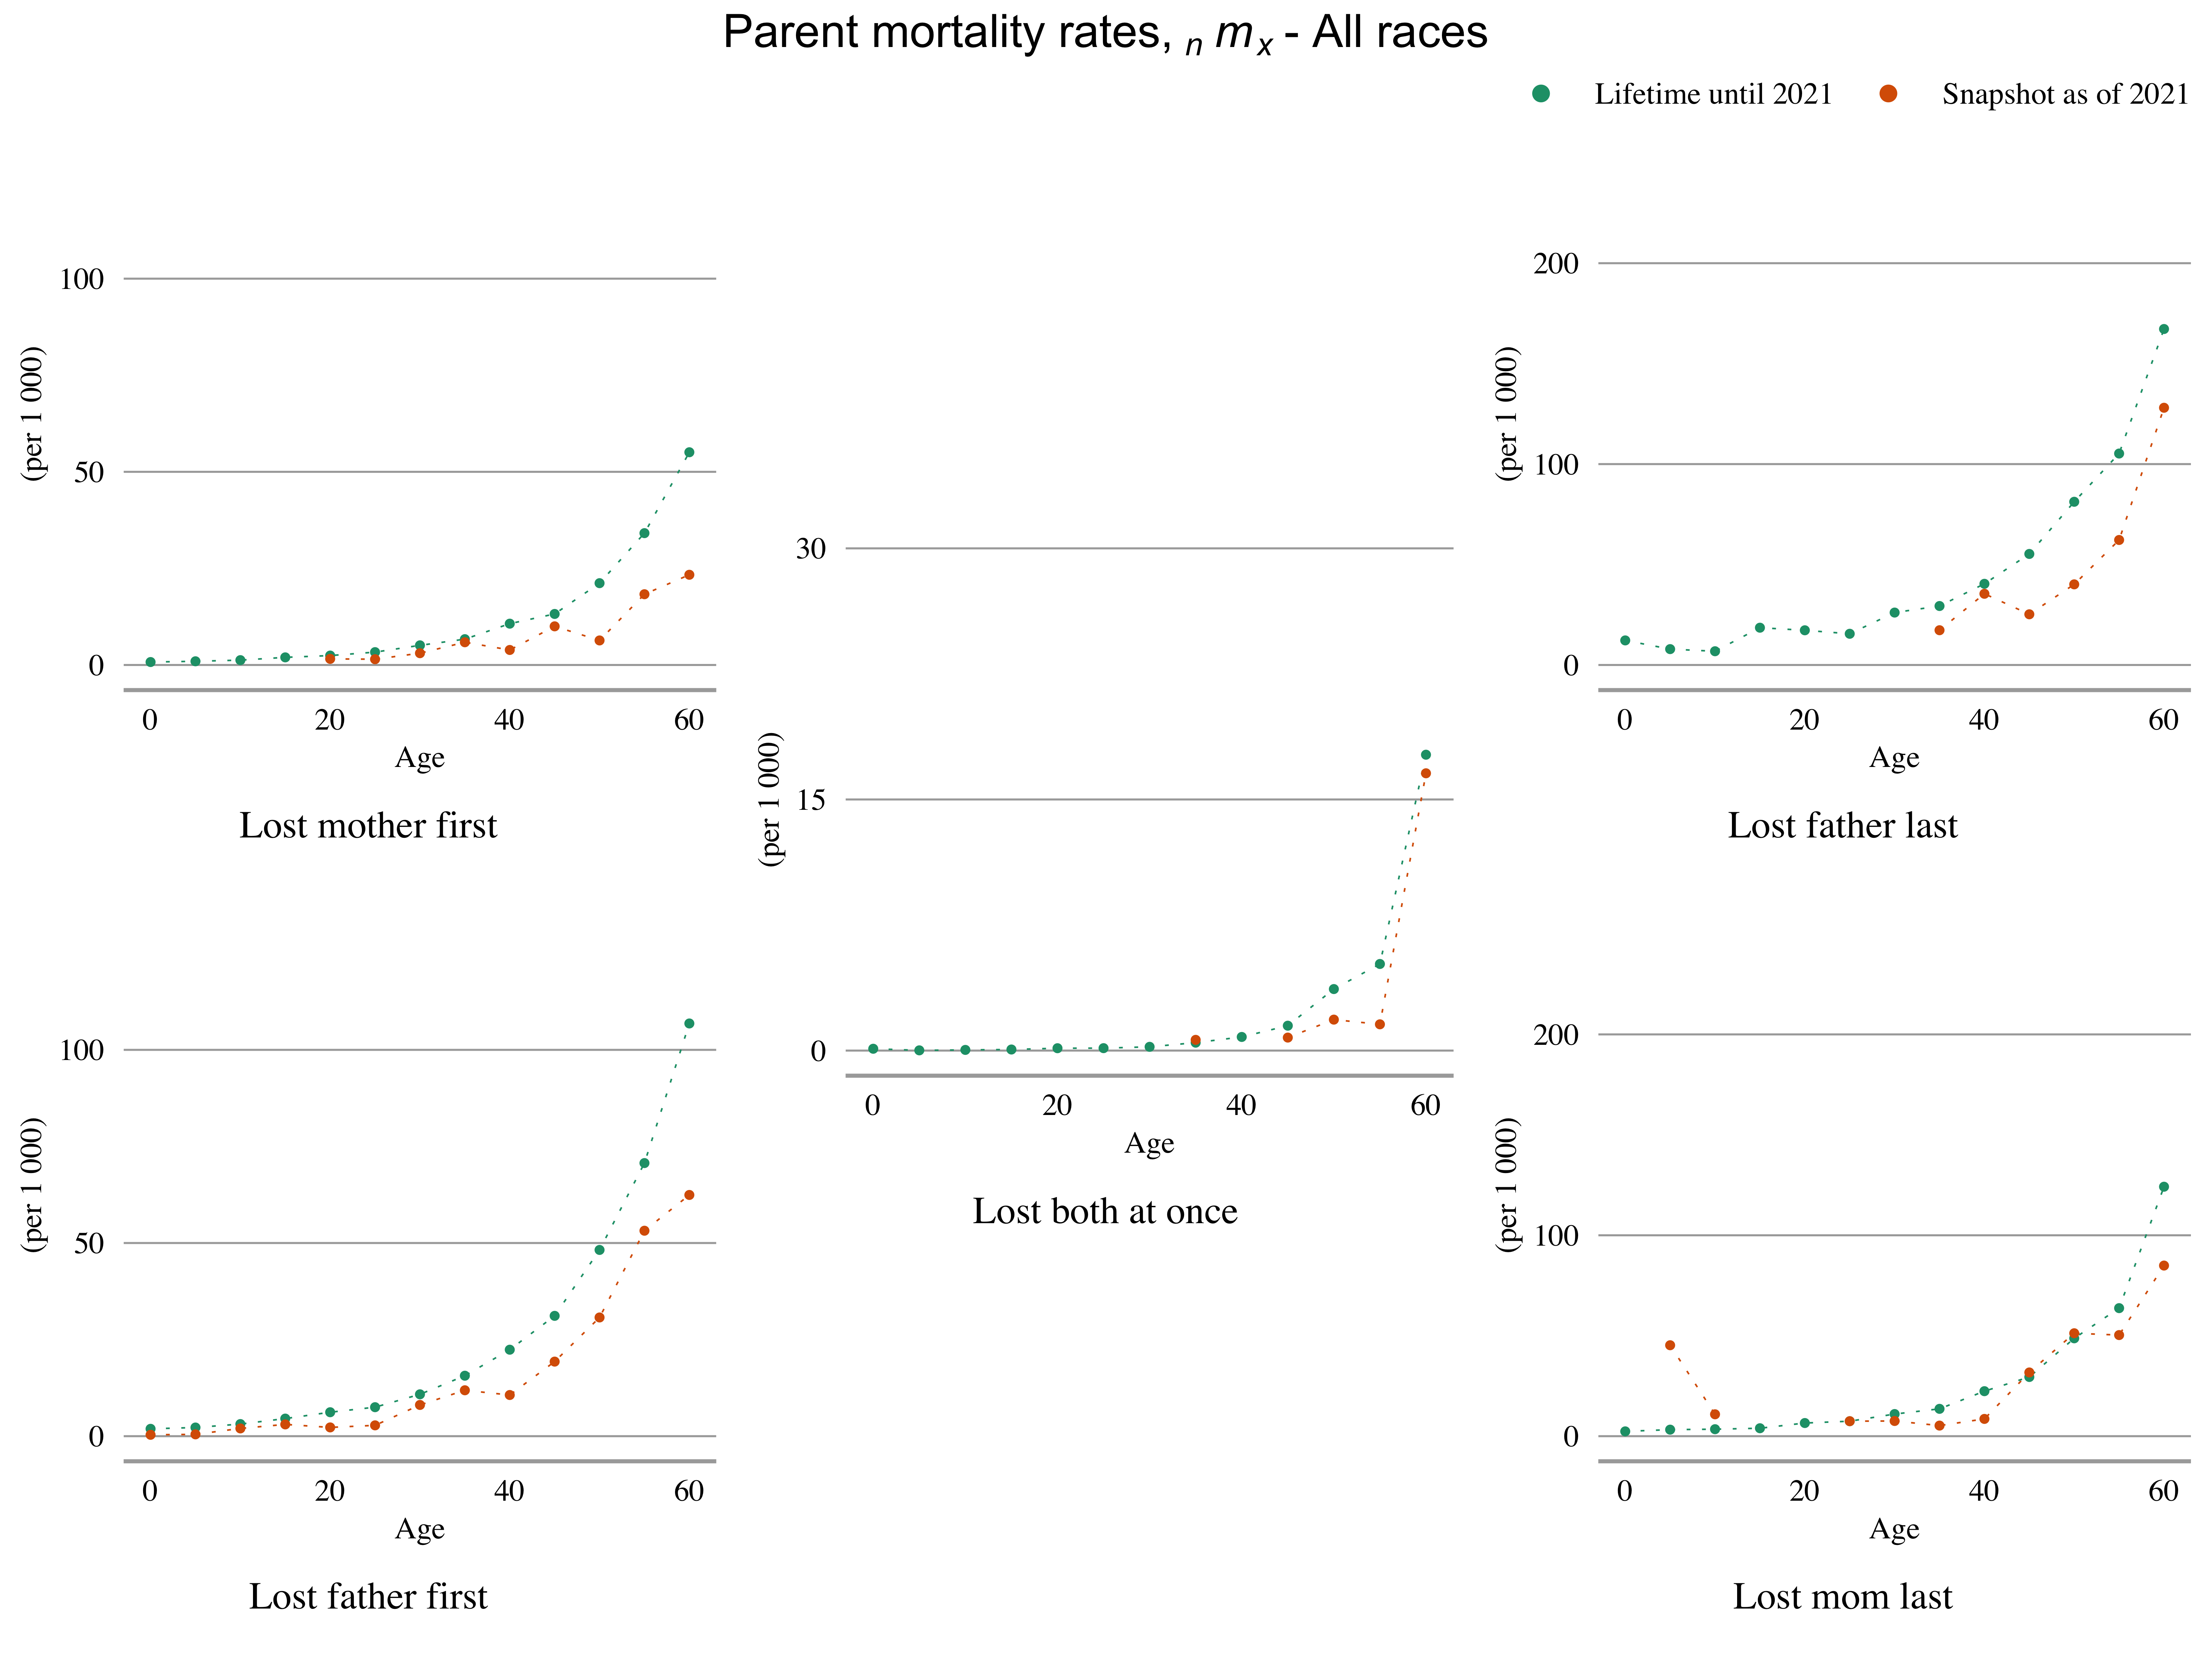 Parent mortality rates, n m x - All races
Lifetime until 2021 Snapshot as of 2021
100
50
0
(per 1 000)
0 20 40 60
Age
Lost mother first
30
15
0
(per 1 000)
0 20 40 60
Age
Lost both at once
200
100
0
(per 1 000)
0 20 40 60
Age
Lost father last
100
50
0
(per 1 000)
0 20 40 60
Age
Lost father first
200
100
0
(per 1 000)
0 20 40 60
Age
Lost mom last